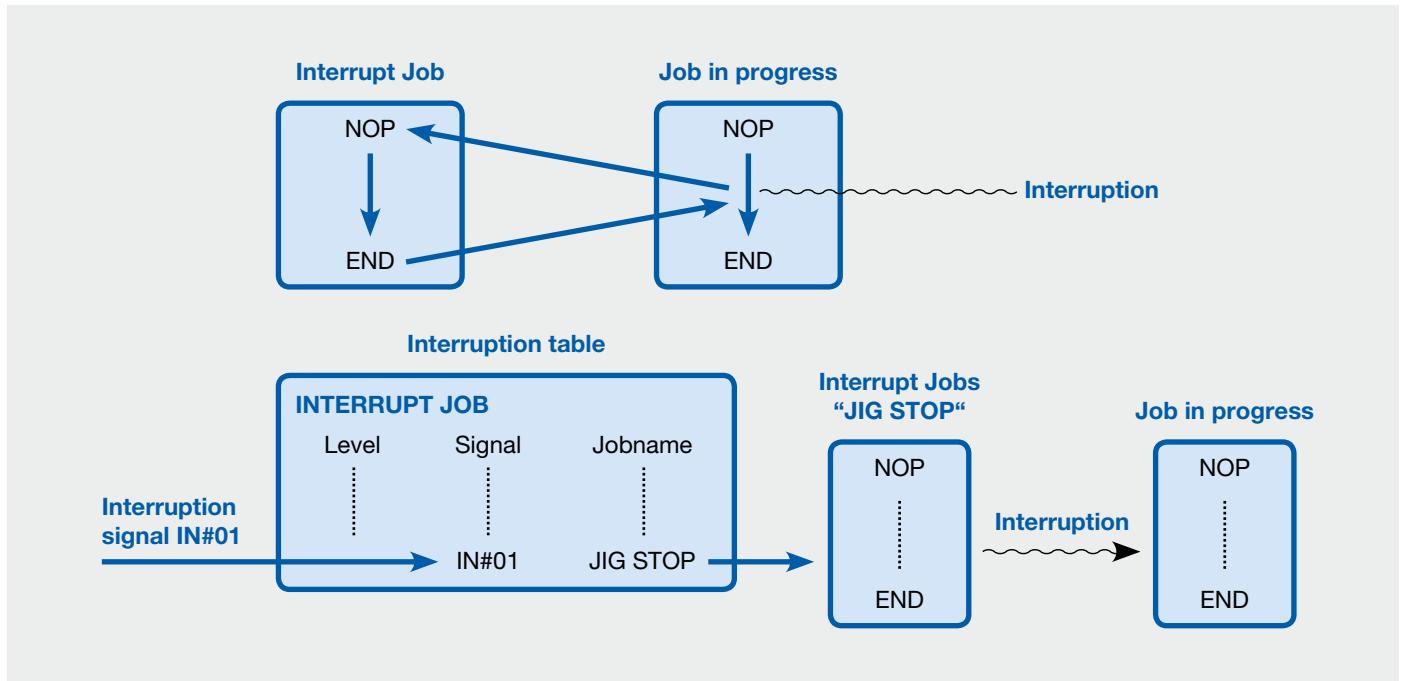 Interrupt Job
Job in progress
NOP
NOP
Interruption
END
END
Interruption table
INTERRUPT JOB
Level
Signal
Jobname
Interruption
signal IN#01
IN#01
JIG STOP
Interrupt Jobs
“JIG STOP“
NOP
END
Interruption
Job in progress
NOP
END